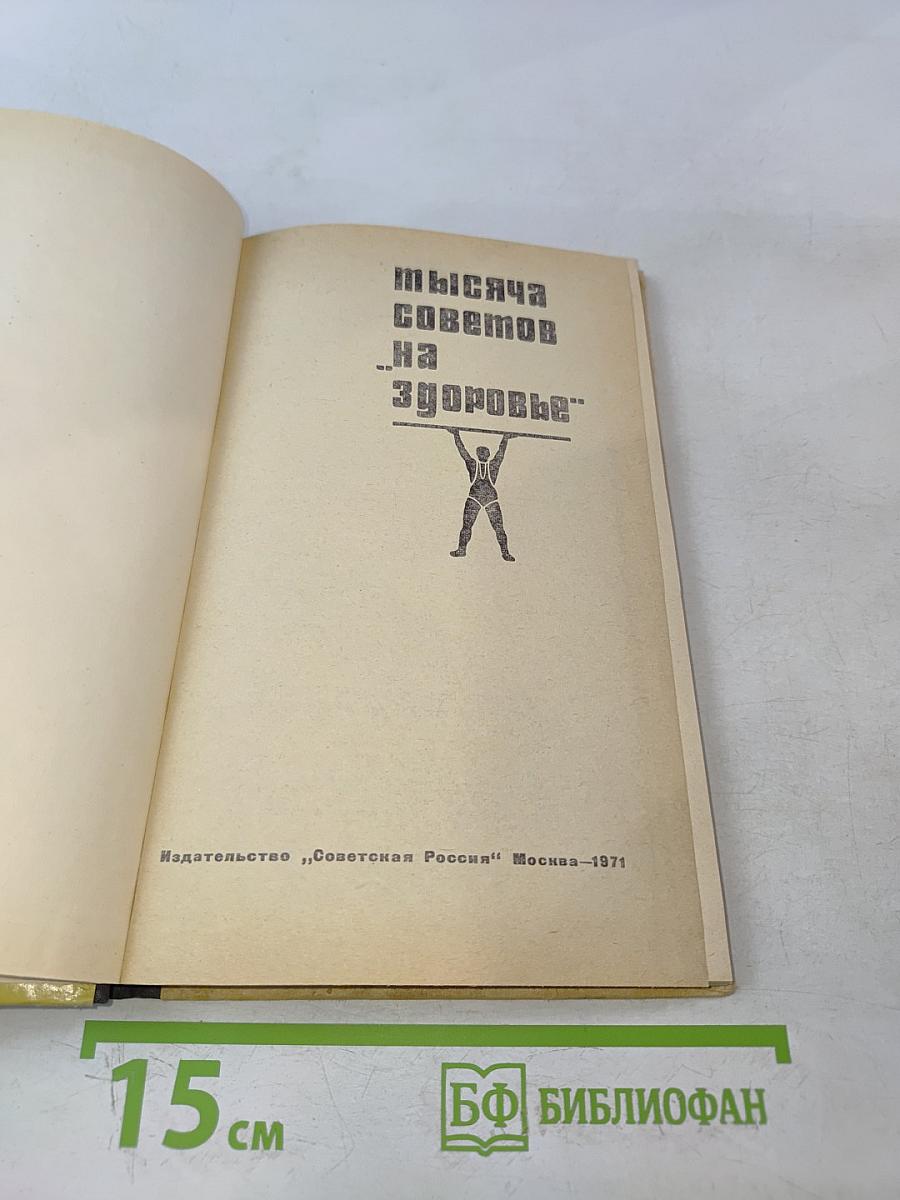 тысяча
советов
„на
здоровье“
Издательство „Советская Россия“ Москва—1971
15 см
БФ БИБЛИОФАН